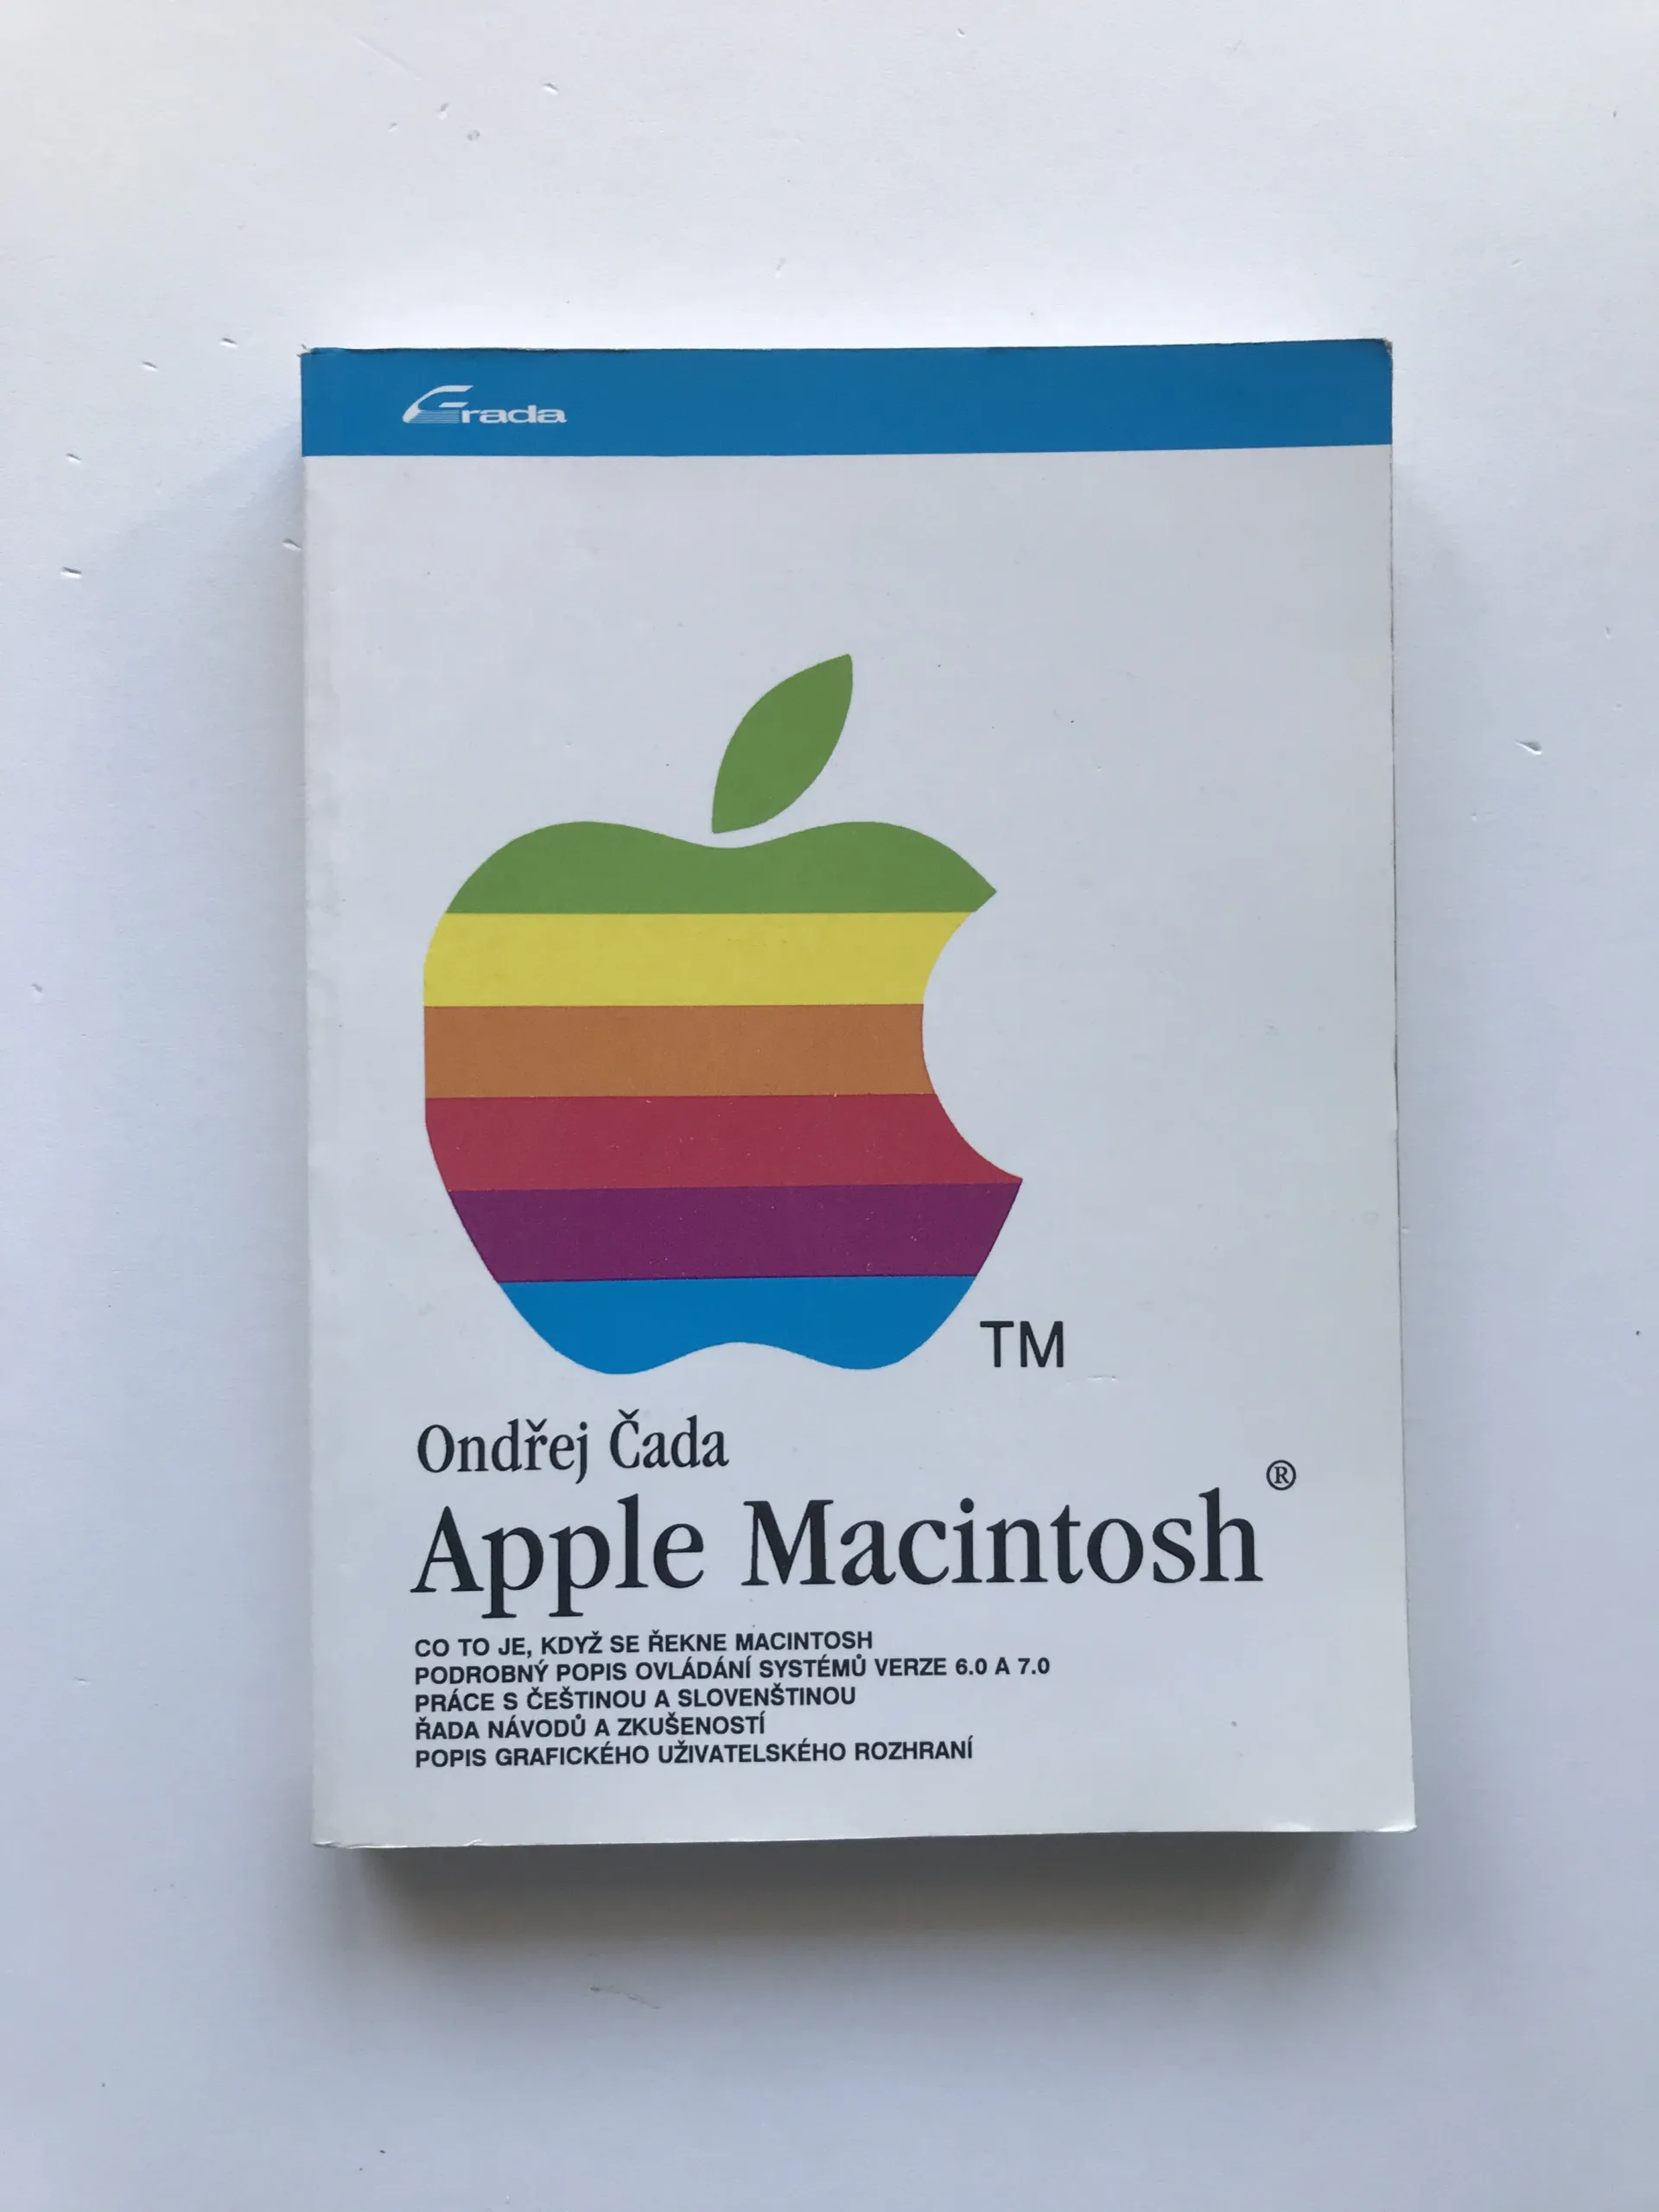 Grada
TM
Ondřej Čada
Apple Macintosh®
CO TO JE, KDYŽ SE ŘEKNE MACINTOSH
PODROBNÝ POPIS OVLÁDÁNÍ SYSTÉMŮ VERZE 6.0 A 7.0
PRÁCE S ČEŠTINOU A SLOVENŠTINOU
ŘADA NÁVODŮ A ZKUŠENOSTÍ
POPIS GRAFICKÉHO UŽIVATELSKÉHO ROZHRANÍ